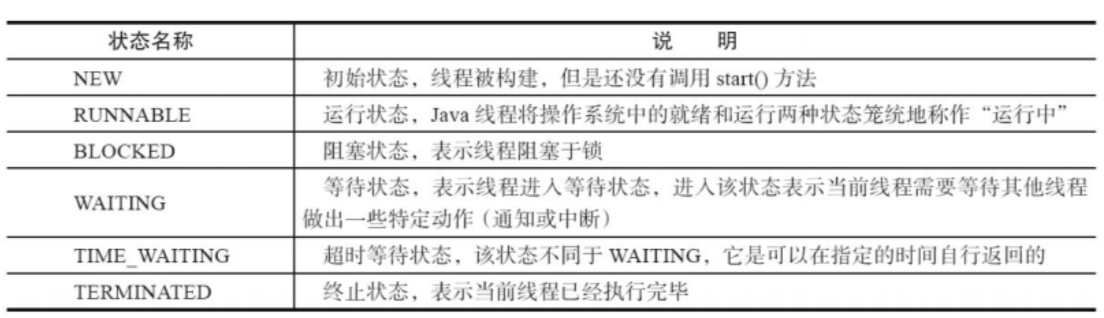 状态名称 说 明
NEW 初始状态，线程被构建，但是还没有调用 start() 方法
RUNNABLE 运行状态，Java 线程将操作系统中的就绪和运行两种状态笼统地称作“运行中”
BLOCKED 阻塞状态，表示线程阻塞于锁
WAITING 等待状态，表示线程进入等待状态，进入该状态表示当前线程需要等待其他线程
做出一些特定动作（通知或中断）
TIME_WAITING 超时等待状态，该状态不同于 WAITING，它是可以在指定的时间自行返回的
TERMINATED 终止状态，表示当前线程已经执行完毕